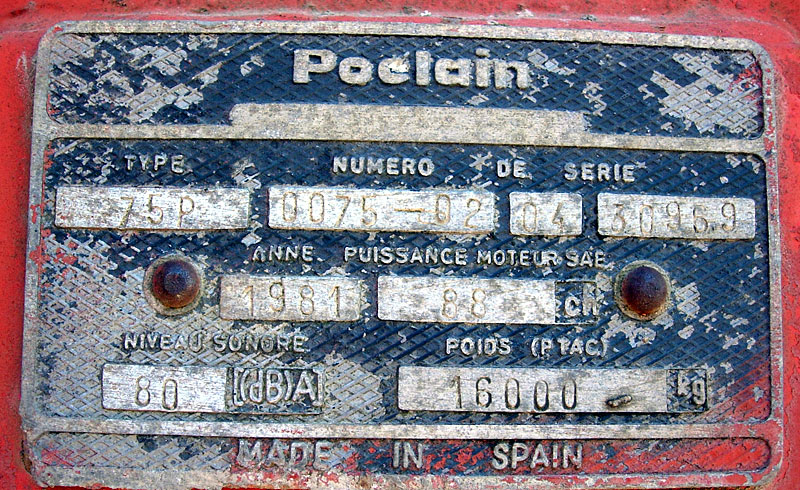 Poclain
TYPE NUMERO DE SERIE
75P 0075-02 04 30969
ANNE PUISSANCE MOTEUR SAE
1981 88 ch
NIVEAU SONORE POIDS (PTAC)
80 (dB)A 16000 kg
MADE IN SPAIN